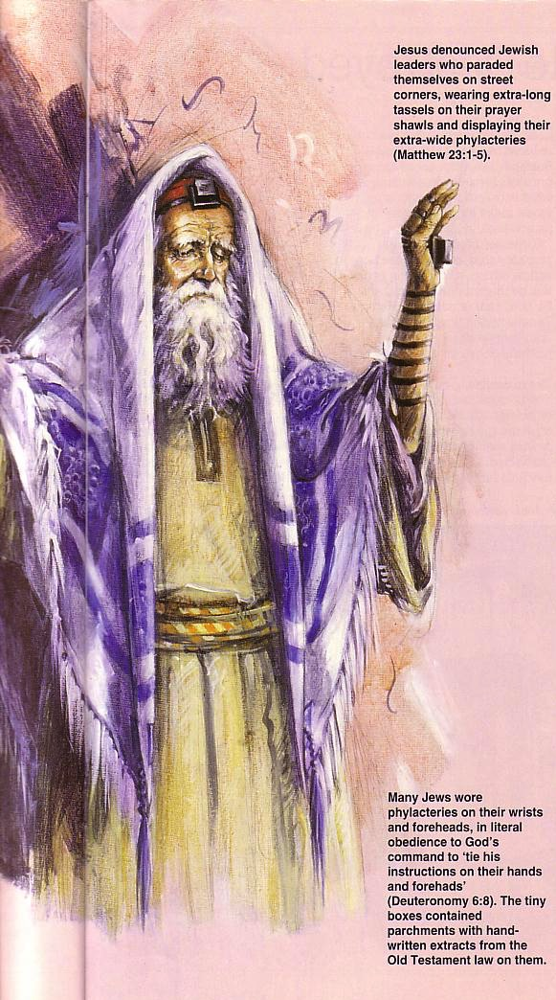 Jesus denounced Jewish
leaders who paraded
themselves on street
corners, wearing extra-long
tassels on their prayer
shawls and displaying their
extra-wide phylacteries
(Matthew 23:1-5).
Many Jews wore
phylacteries on their wrists
and foreheads, in literal
obedience to God's
command to ‘tie his
instructions on their hands
and forehads’
(Deuteronomy 6:8). The tiny
boxes contained
parchments with hand-
written extracts from the
Old Testament law on them.